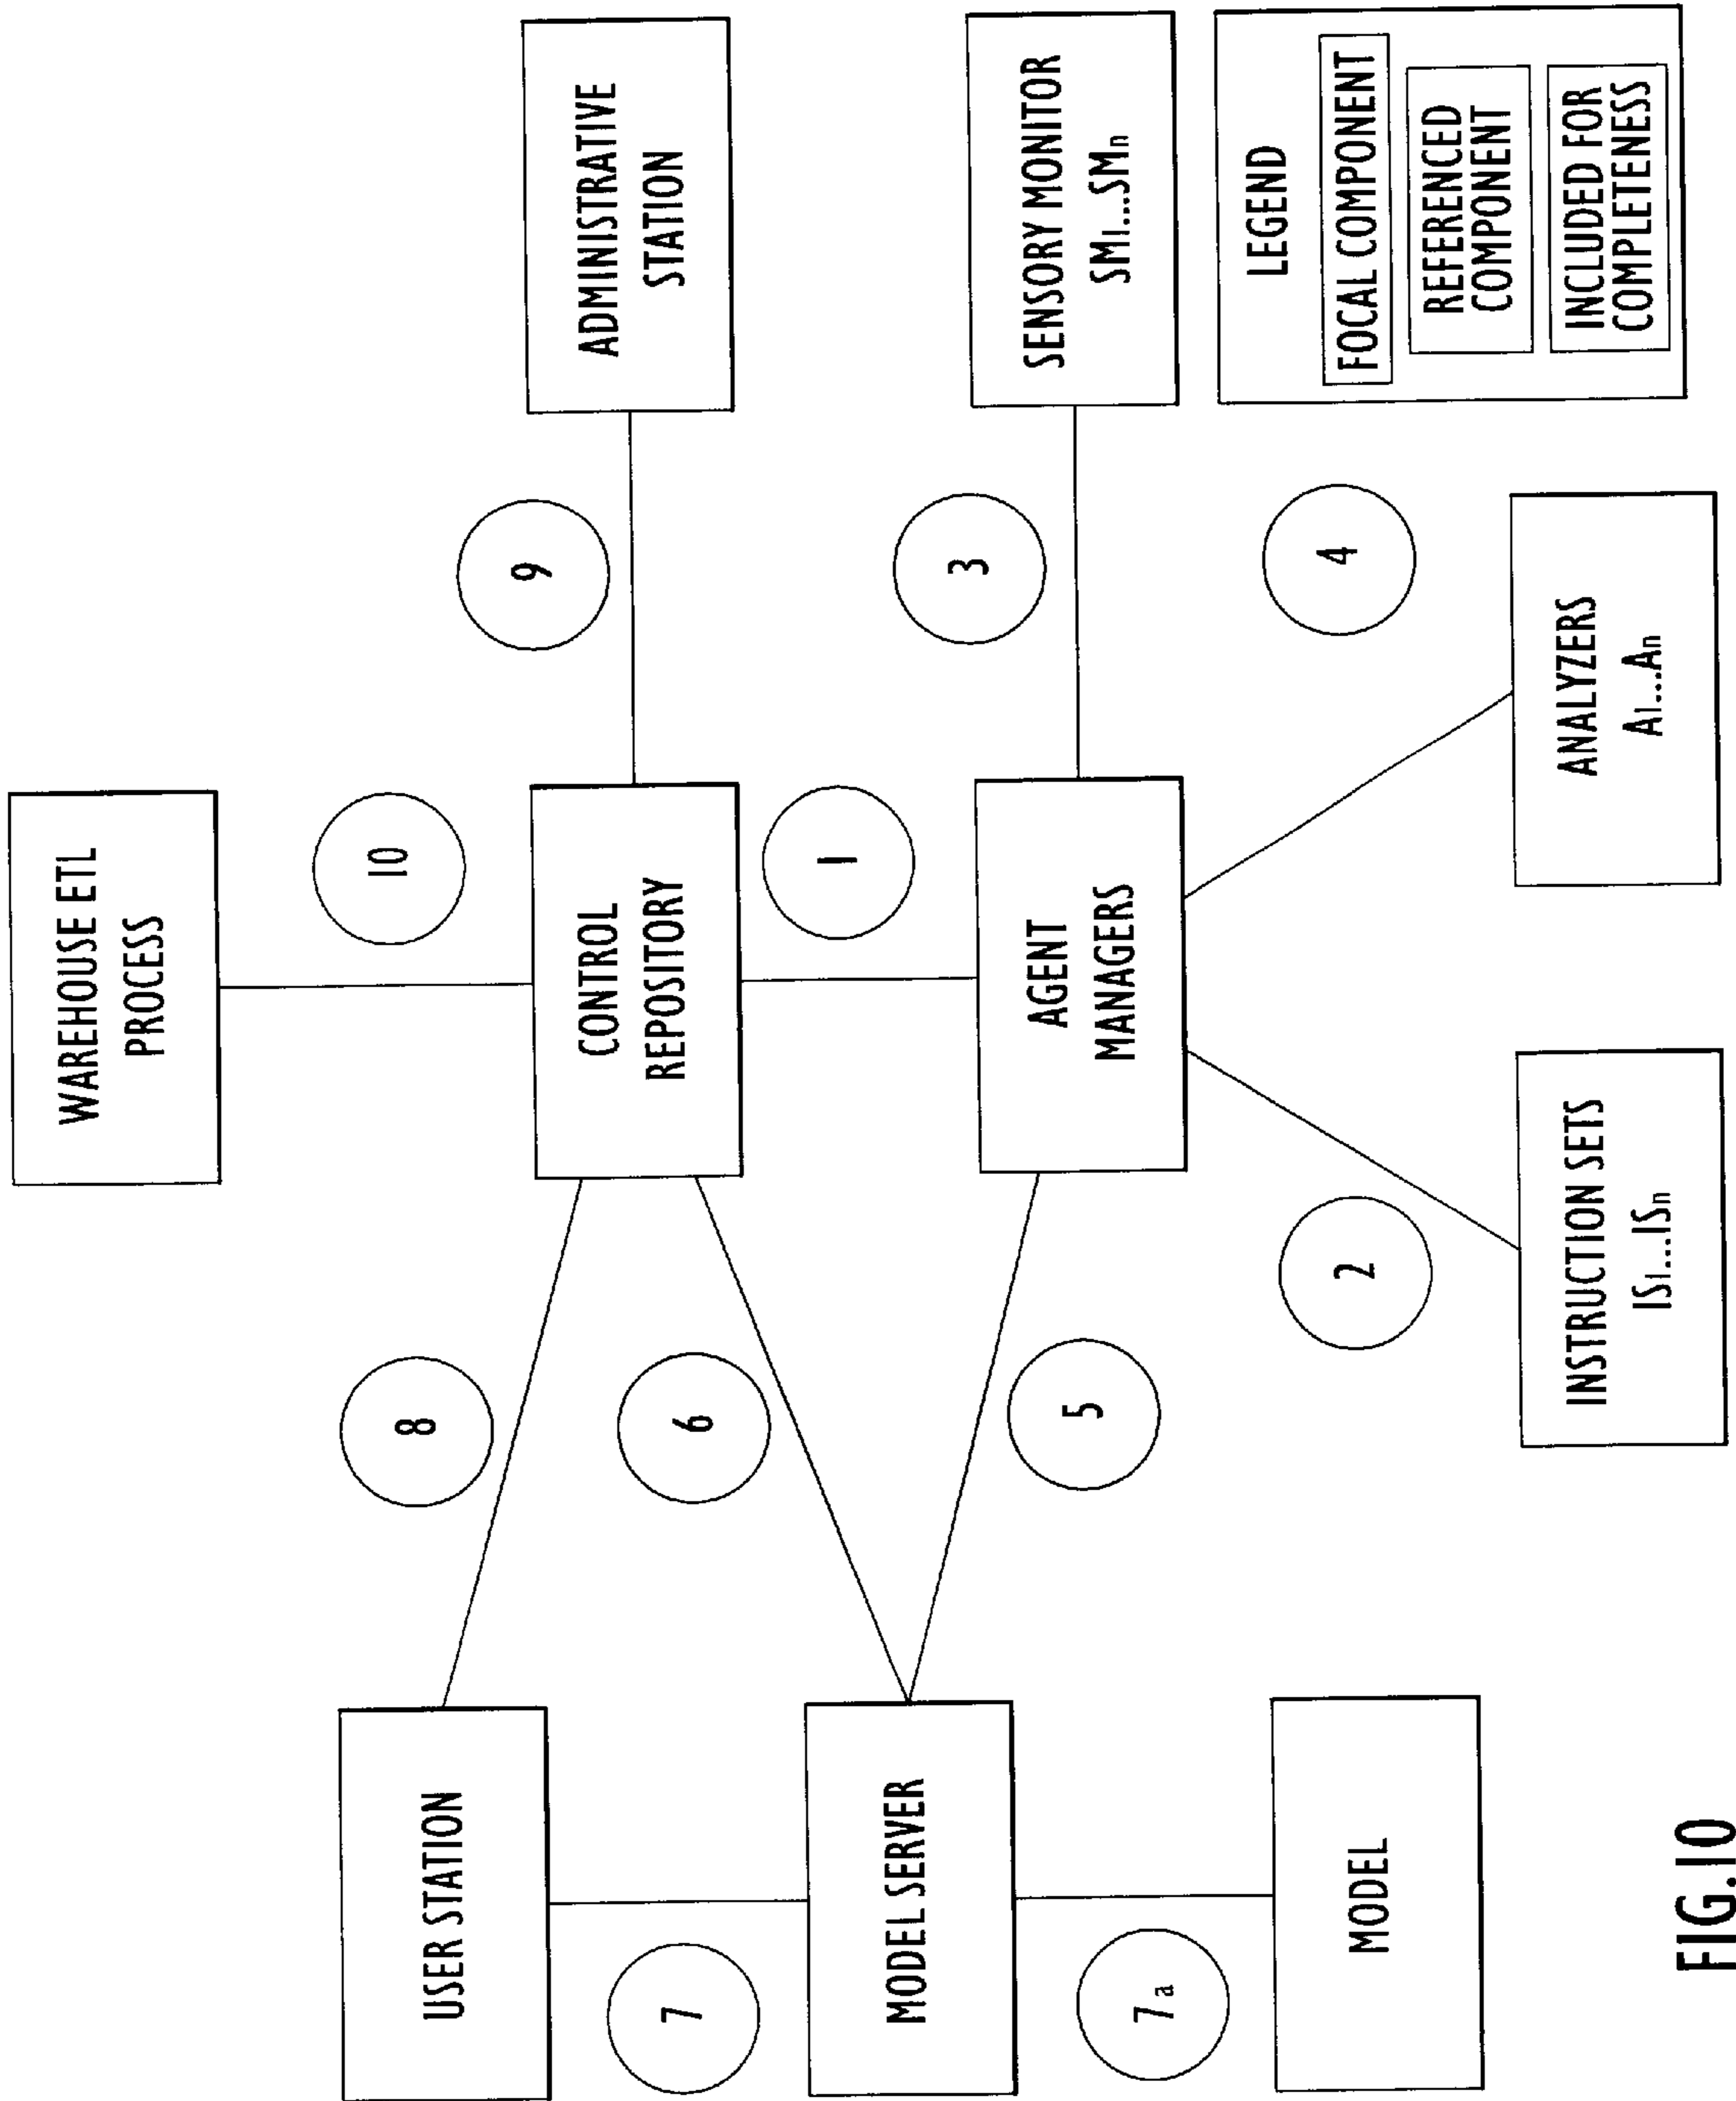 WAREHOUSE ETL
PROCESS
10
USER STATION
8
CONTROL
REPOSITORY
9
ADMINISTRATIVE
STATION
7
6
1
MODEL SERVER
5
AGENT
MANAGERS
3
SENSORY MONITOR
SM₁...SMₙ
7a
2
4
MODEL
INSTRUCTION SETS
IS₁...ISₙ
ANALYZERS
A₁...Aₙ
LEGEND
FOCAL COMPONENT
REFERENCED
COMPONENT
INCLUDED FOR
COMPLETENESS
FIG.10